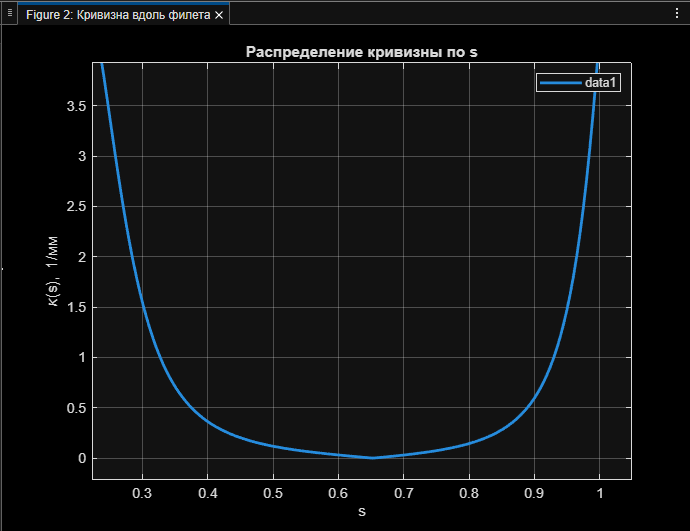 Figure 2: Кривизна вдоль филета
Распределение кривизны по s
data1
3.5
3
2.5
2
1.5
1
0.5
0
κ(s), 1/мм
0.3 0.4 0.5 0.6 0.7 0.8 0.9 1
s